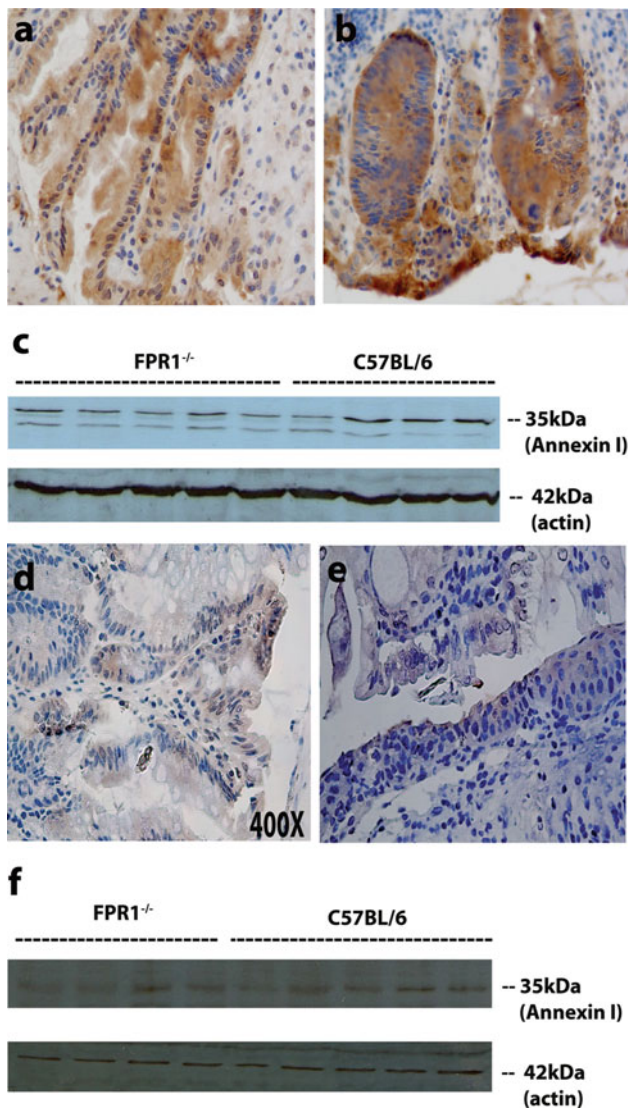 a
b
c
FPR1-/-
C57BL/6
-- 35kDa
(Annexin I)
-- 42kDa
(actin)
d
400X
e
f
FPR1-/-
C57BL/6
-- 35kDa
(Annexin I)
-- 42kDa
(actin)